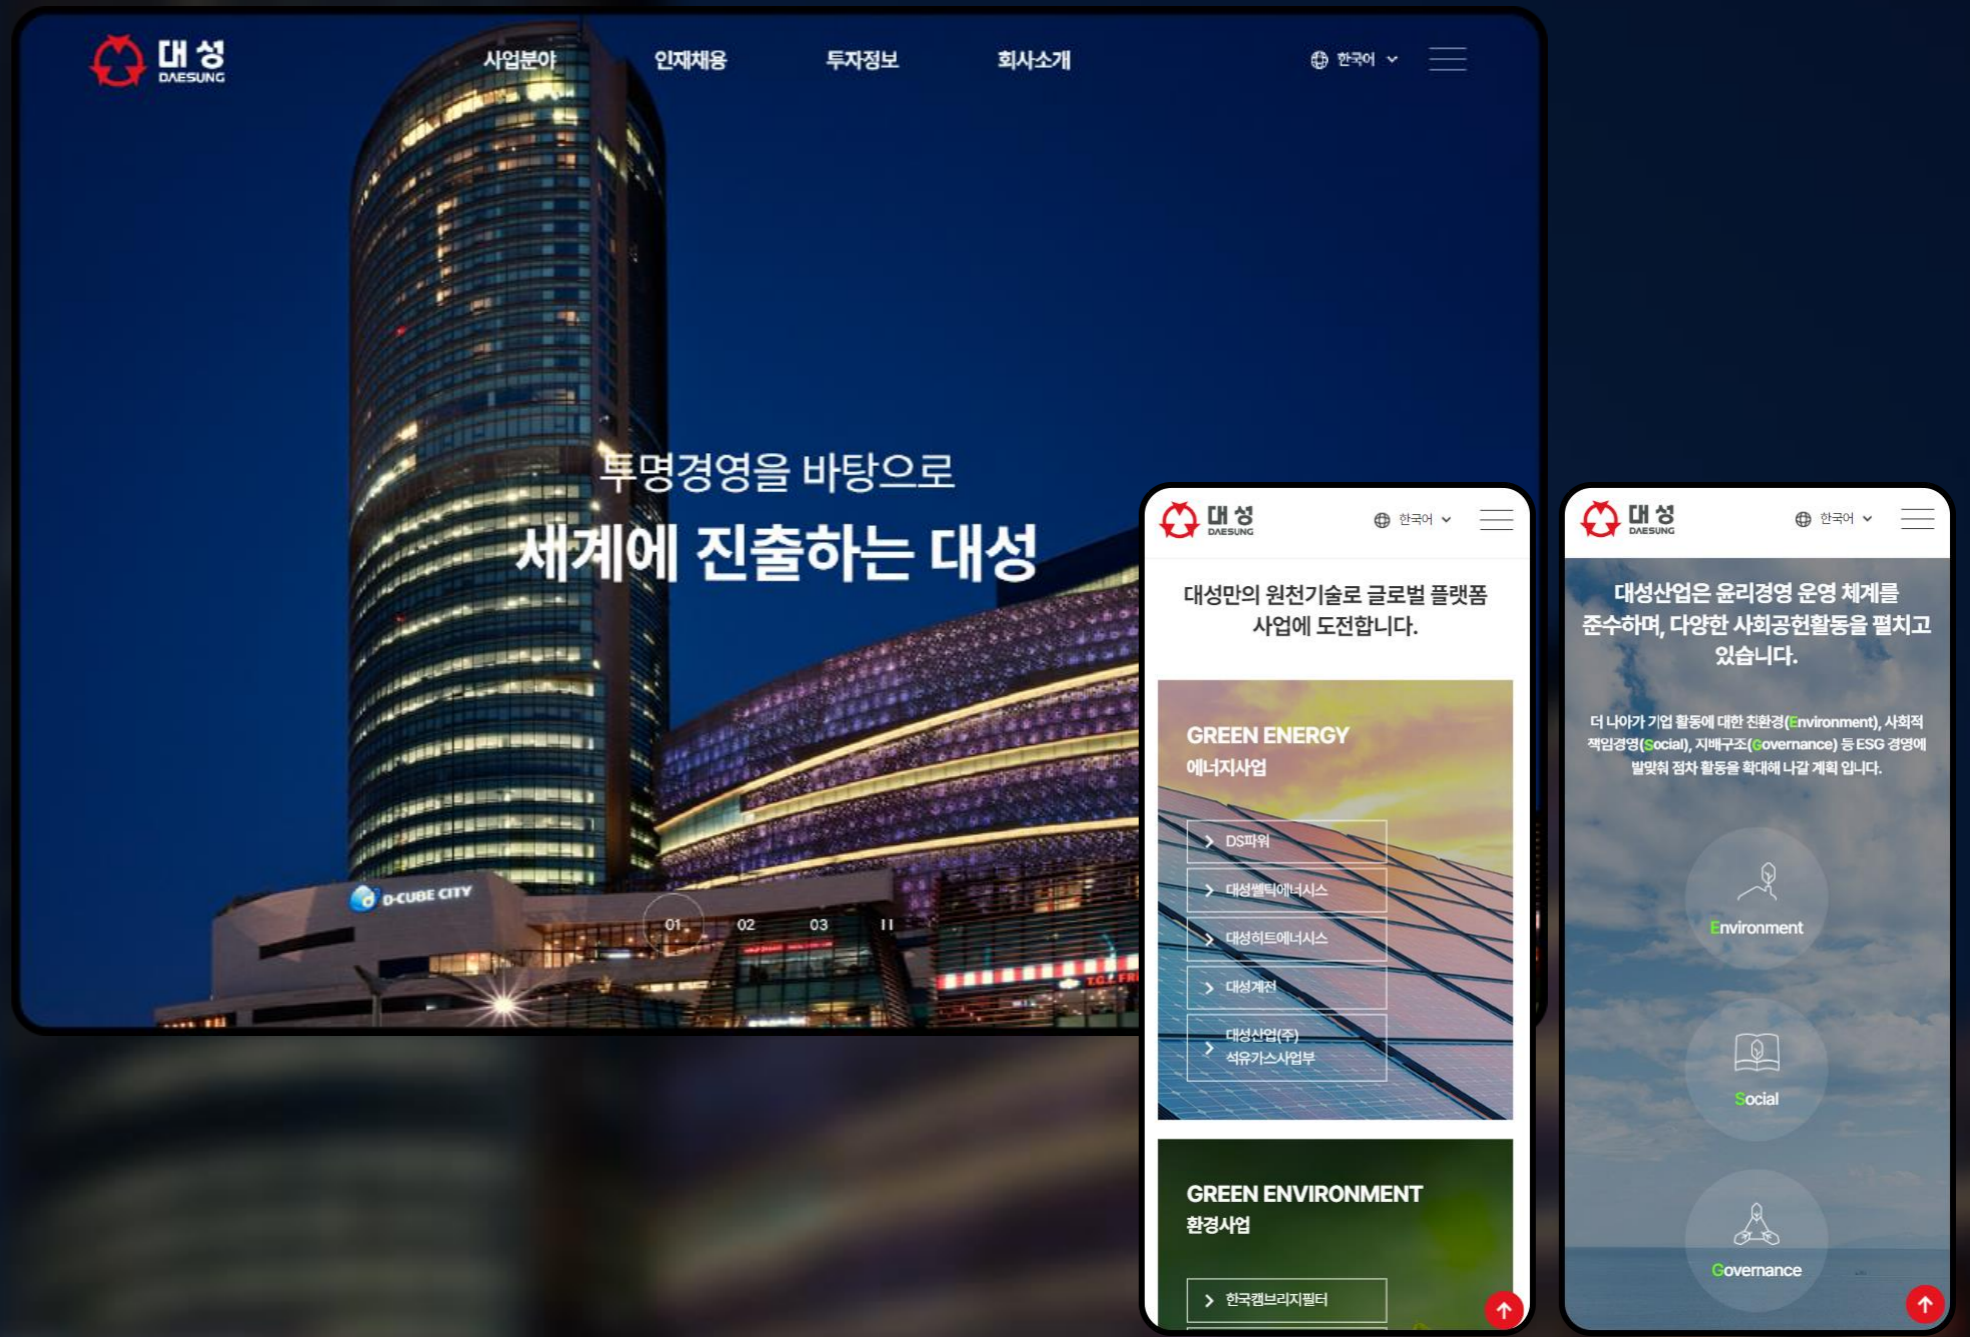 대성
DAESUNG
사업분야
인재채용
투자정보
회사소개
한국어
투명경영을 바탕으로
세계에 진출하는 대성
D-CUBE CITY
01
02
03
대성
DAESUNG
한국어
대성만의 원천기술로 글로벌 플랫폼
사업에 도전합니다.
GREEN ENERGY
에너지사업
DS파워
대성쎌틱에너시스
대성히트에너시스
대성계전
대성산업(주)
석유가스사업부
GREEN ENVIRONMENT
환경사업
한국캠브리지필터
대성
DAESUNG
한국어
대성산업은 윤리경영 운영 체계를
준수하며, 다양한 사회공헌활동을 펼치고
있습니다.
더 나아가 기업 활동에 대한 친환경(Environment), 사회적
책임경영(Social), 지배구조(Governance) 등 ESG 경영에
발맞춰 점차 활동을 확대해 나갈 계획 입니다.
Environment
Social
Governance